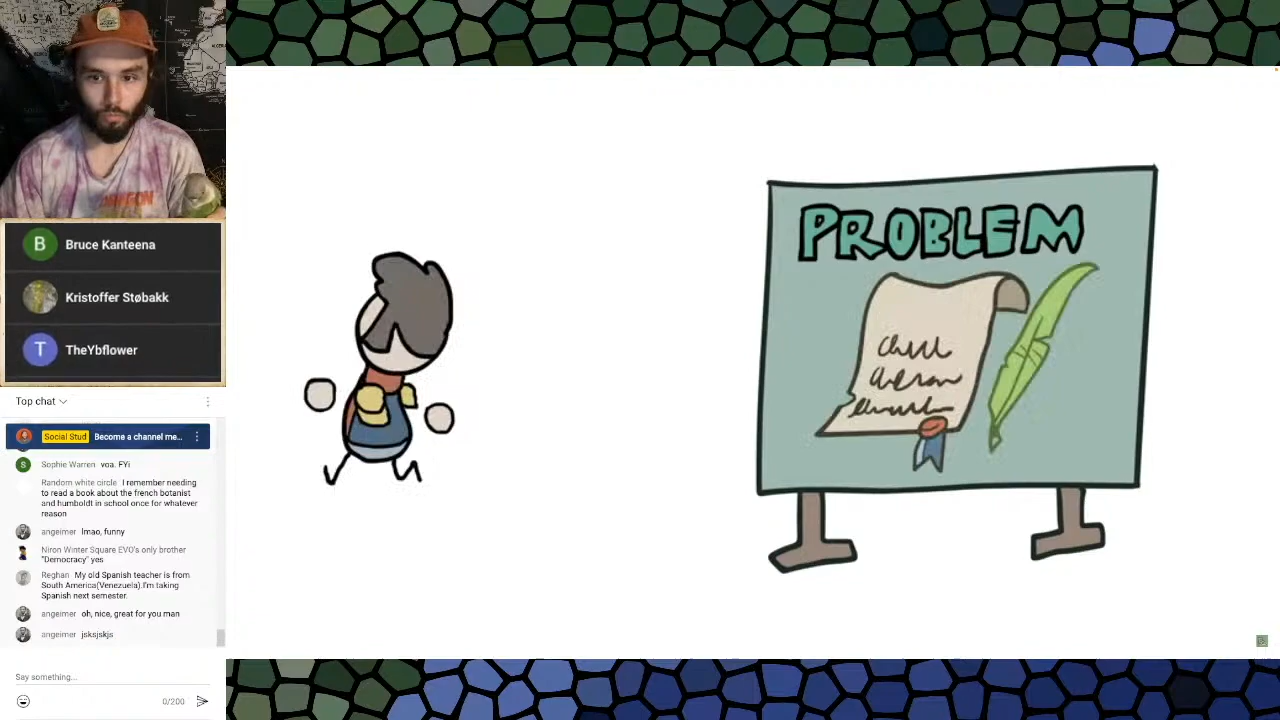 USA
B Bruce Kanteena
Kristoffer Støbakk
T TheYbflower
Top chat
Social Stud Become a channel me...
S Sophie Warren voa. FYi
Random white circle I remember needing
to read a book about the french botanist
and humboldt in school once for whatever
reason
angeimer lmao, funny
Niron Winter Square EVO's only brother
"Democracy" yes
Reghan My old Spanish teacher is from
South America(Venezuela).I'm taking
Spanish next semester.
angeimer oh, nice, great for you man
angeimer jsksjskjs
Say something...
0/200
PROBLEM